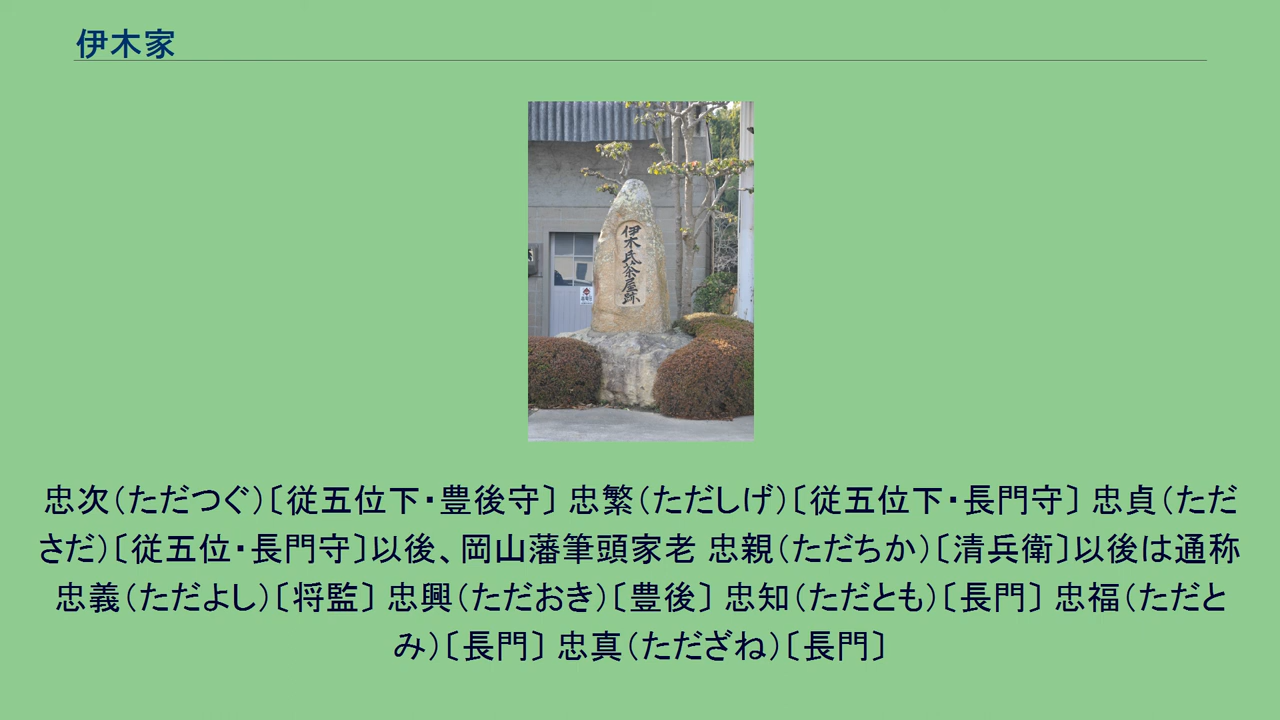 伊木家
伊木氏茶屋跡
忠次（ただつぐ）〔従五位下・豊後守〕 忠繁（ただしげ）〔従五位下・長門守〕 忠貞（ただ
さだ）〔従五位・長門守〕以後、岡山藩筆頭家老 忠親（ただちか）〔清兵衛〕以後は通称
忠義（ただよし）〔将監〕 忠興（ただおき）〔豊後〕 忠知（ただとも）〔長門〕 忠福（ただと
み）〔長門〕 忠真（ただざね）〔長門〕